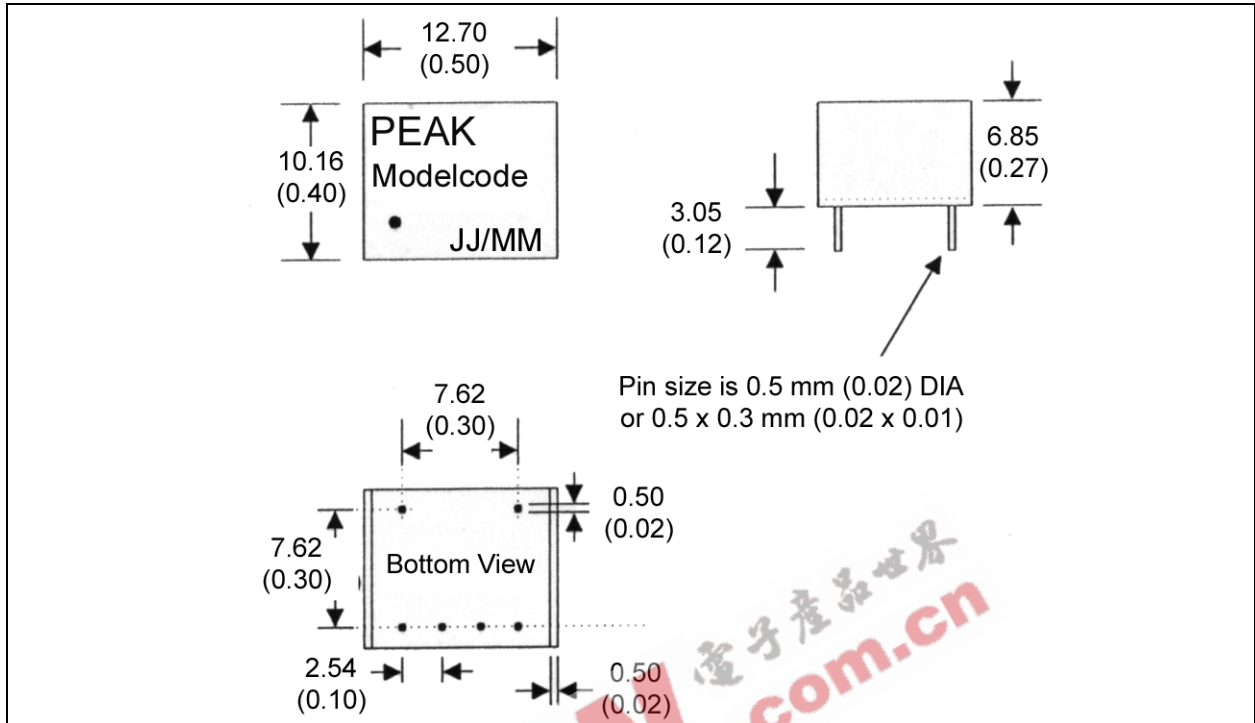 12.70
(0.50)
10.16
(0.40)
PEAK
Modelcode
JJ/MM
6.85
(0.27)
3.05
(0.12)
Pin size is 0.5 mm (0.02) DIA
or 0.5 x 0.3 mm (0.02 x 0.01)
7.62
(0.30)
0.50
(0.02)
7.62
(0.30)
Bottom View
2.54
(0.10)
0.50
(0.02)
電子產品世界
.com.cn